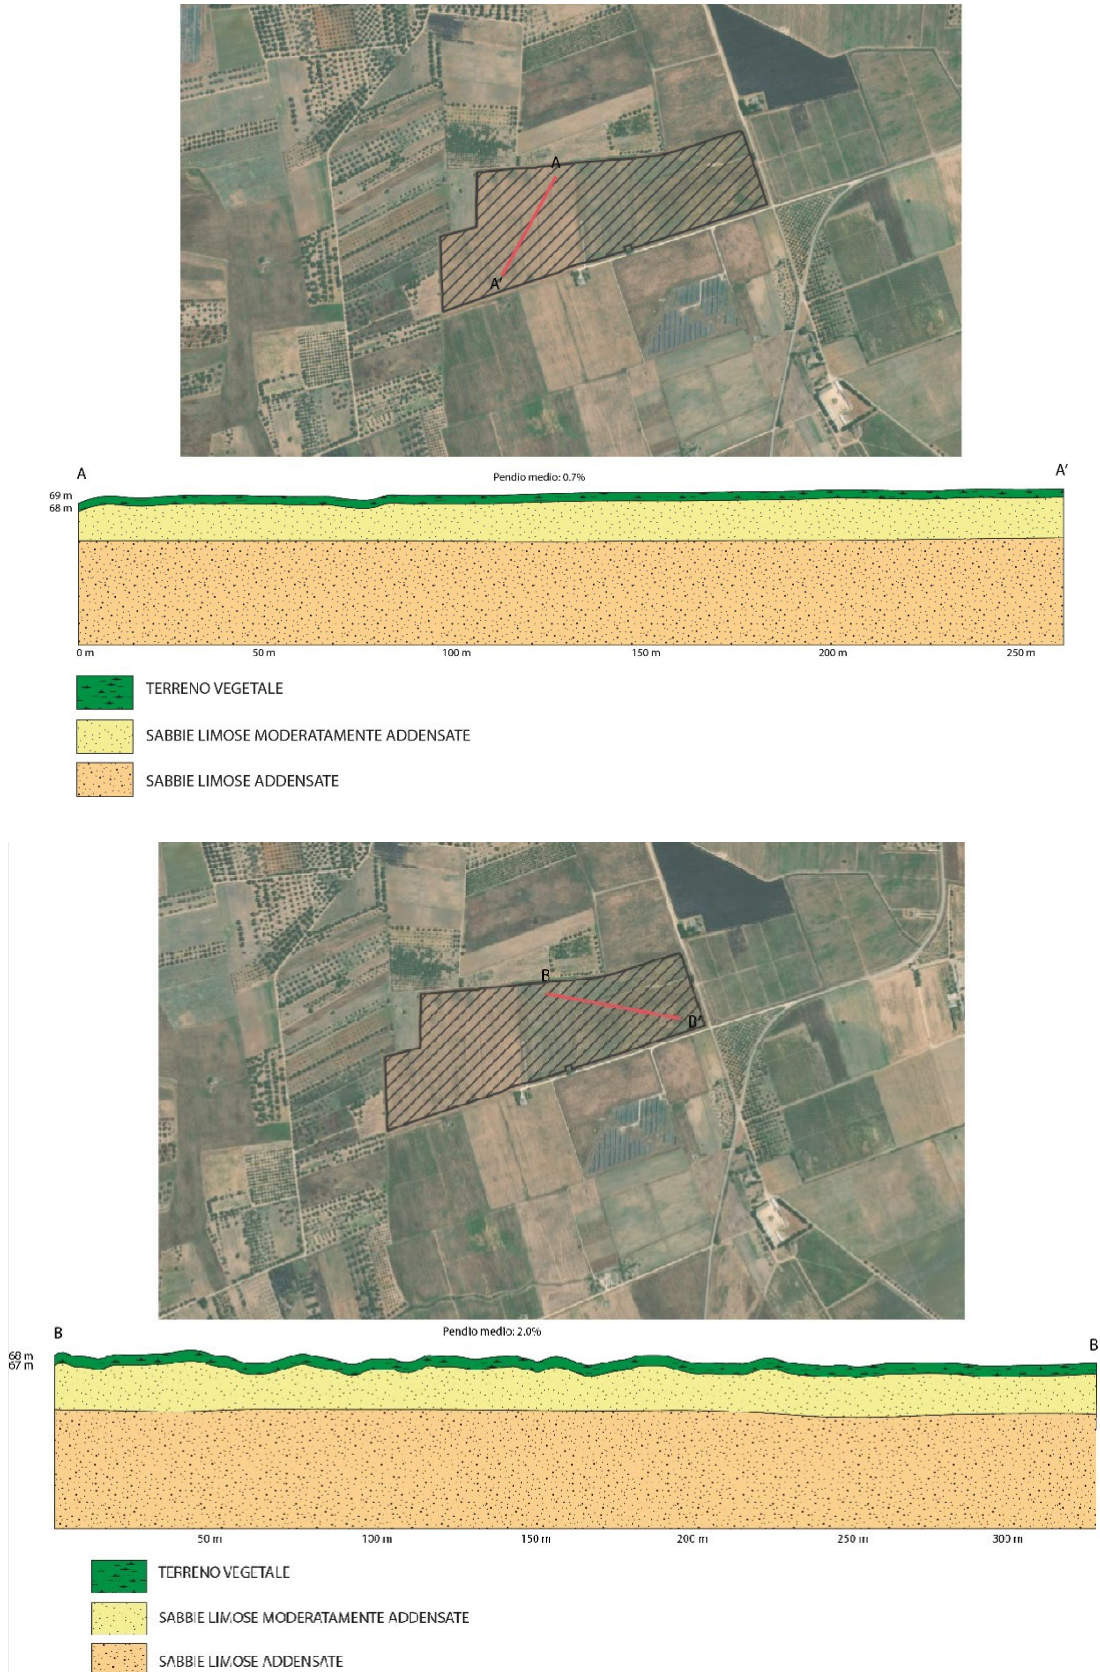 A
A'
A
A'
Pendio medio: 0.7%
69 m
68 m
0 m 50 m 100 m 150 m 200 m 250 m
TERRENO VEGETALE
SABBIE LIMOSE MODERATAMENTE ADDENSATE
SABBIE LIMOSE ADDENSATE
B
B'
B
B
Pendio medio: 2.0%
68 m
67 m
50 m 100 m 150 m 200 m 250 m 300 m
TERRENO VEGETALE
SABBIE LIMOSE MODERATAMENTE ADDENSATE
SABBIE LIMOSE ADDENSATE